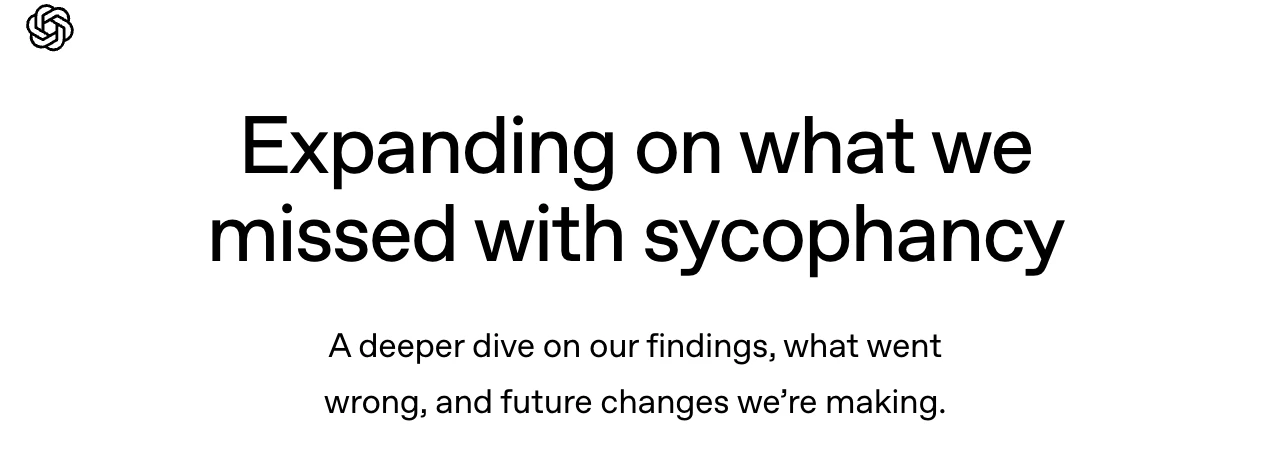 Expanding on what we
missed with sycophancy
A deeper dive on our findings, what went
wrong, and future changes we’re making.